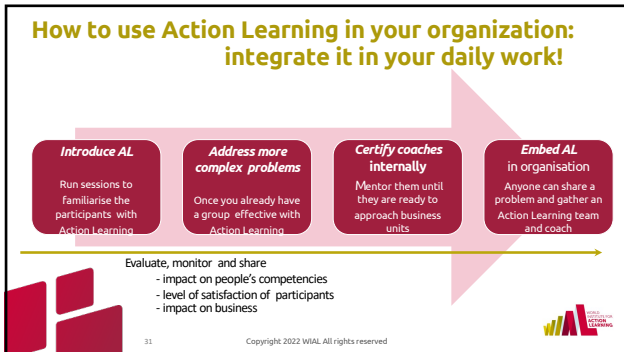 How to use Action Learning in your organization:
integrate it in your daily work!
Introduce AL
Run sessions to
familiarise the
participants with
Action Learning
Address more
complex problems
Once you already have
a group effective with
Action Learning
Certify coaches
internally
Mentor them until
they are ready to
approach business
units
Embed AL
in organisation
Anyone can share a
problem and gather an
Action Learning team
and coach
Evaluate, monitor and share
- impact on people's competencies
- level of satisfaction of participants
- impact on business
31
Copyright 2022 WIAL All rights reserved
WORLD
INSTITUTE FOR
ACTION
LEARNING